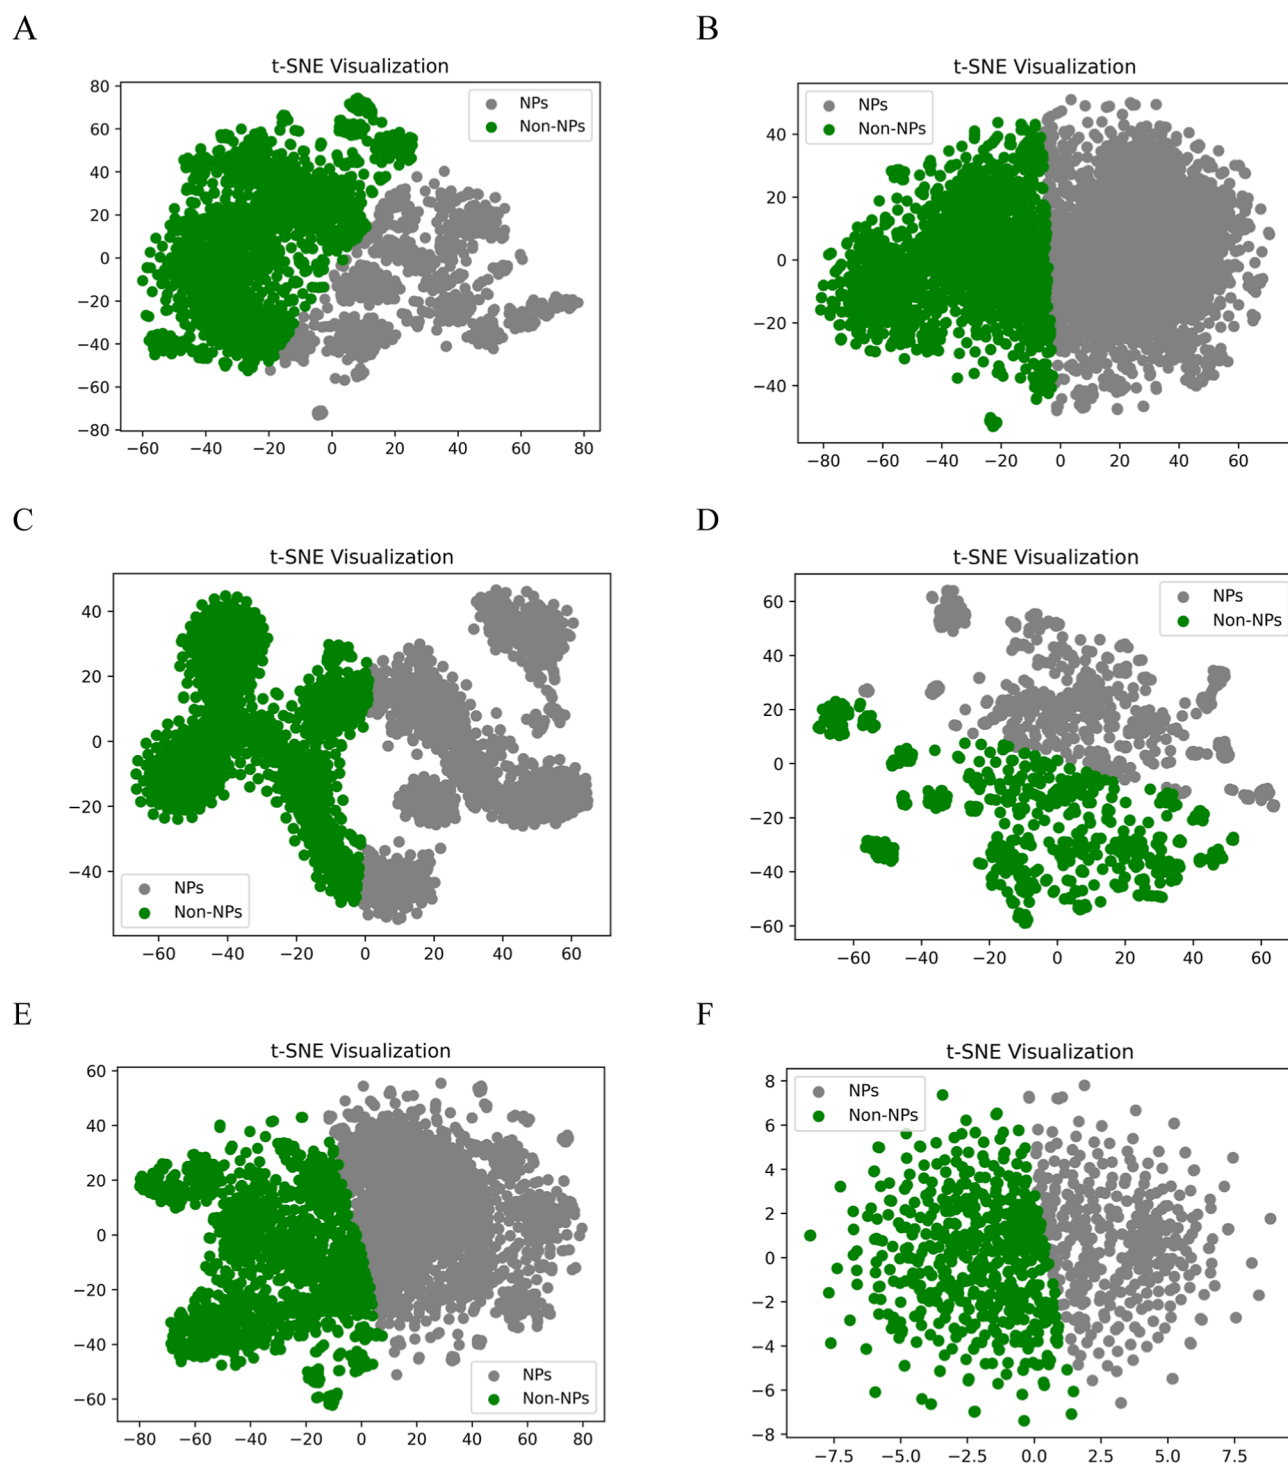 A
t-SNE Visualization
NPs
Non-NPs
80
60
40
20
0
−20
−40
−60
−80
−60 −40 −20 0 20 40 60 80
B
t-SNE Visualization
NPs
Non-NPs
40
20
0
−20
−40
−80 −60 −40 −20 0 20 40 60
C
t-SNE Visualization
40
20
0
−20
−40
NPs
Non-NPs
−60 −40 −20 0 20 40 60
D
t-SNE Visualization
NPs
Non-NPs
60
40
20
0
−20
−40
−60
−60 −40 −20 0 20 40 60
E
t-SNE Visualization
60
40
20
0
−20
−40
−60
NPs
Non-NPs
−80 −60 −40 −20 0 20 40 60 80
F
t-SNE Visualization
NPs
Non-NPs
8
6
4
2
0
−2
−4
−6
−8
−7.5 −5.0 −2.5 0.0 2.5 5.0 7.5